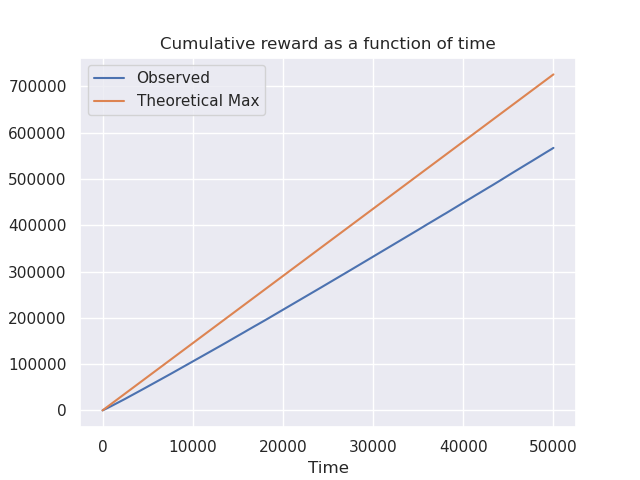 Cumulative reward as a function of time
Observed
Theoretical Max
700000
600000
500000
400000
300000
200000
100000
0
0 10000 20000 30000 40000 50000
Time